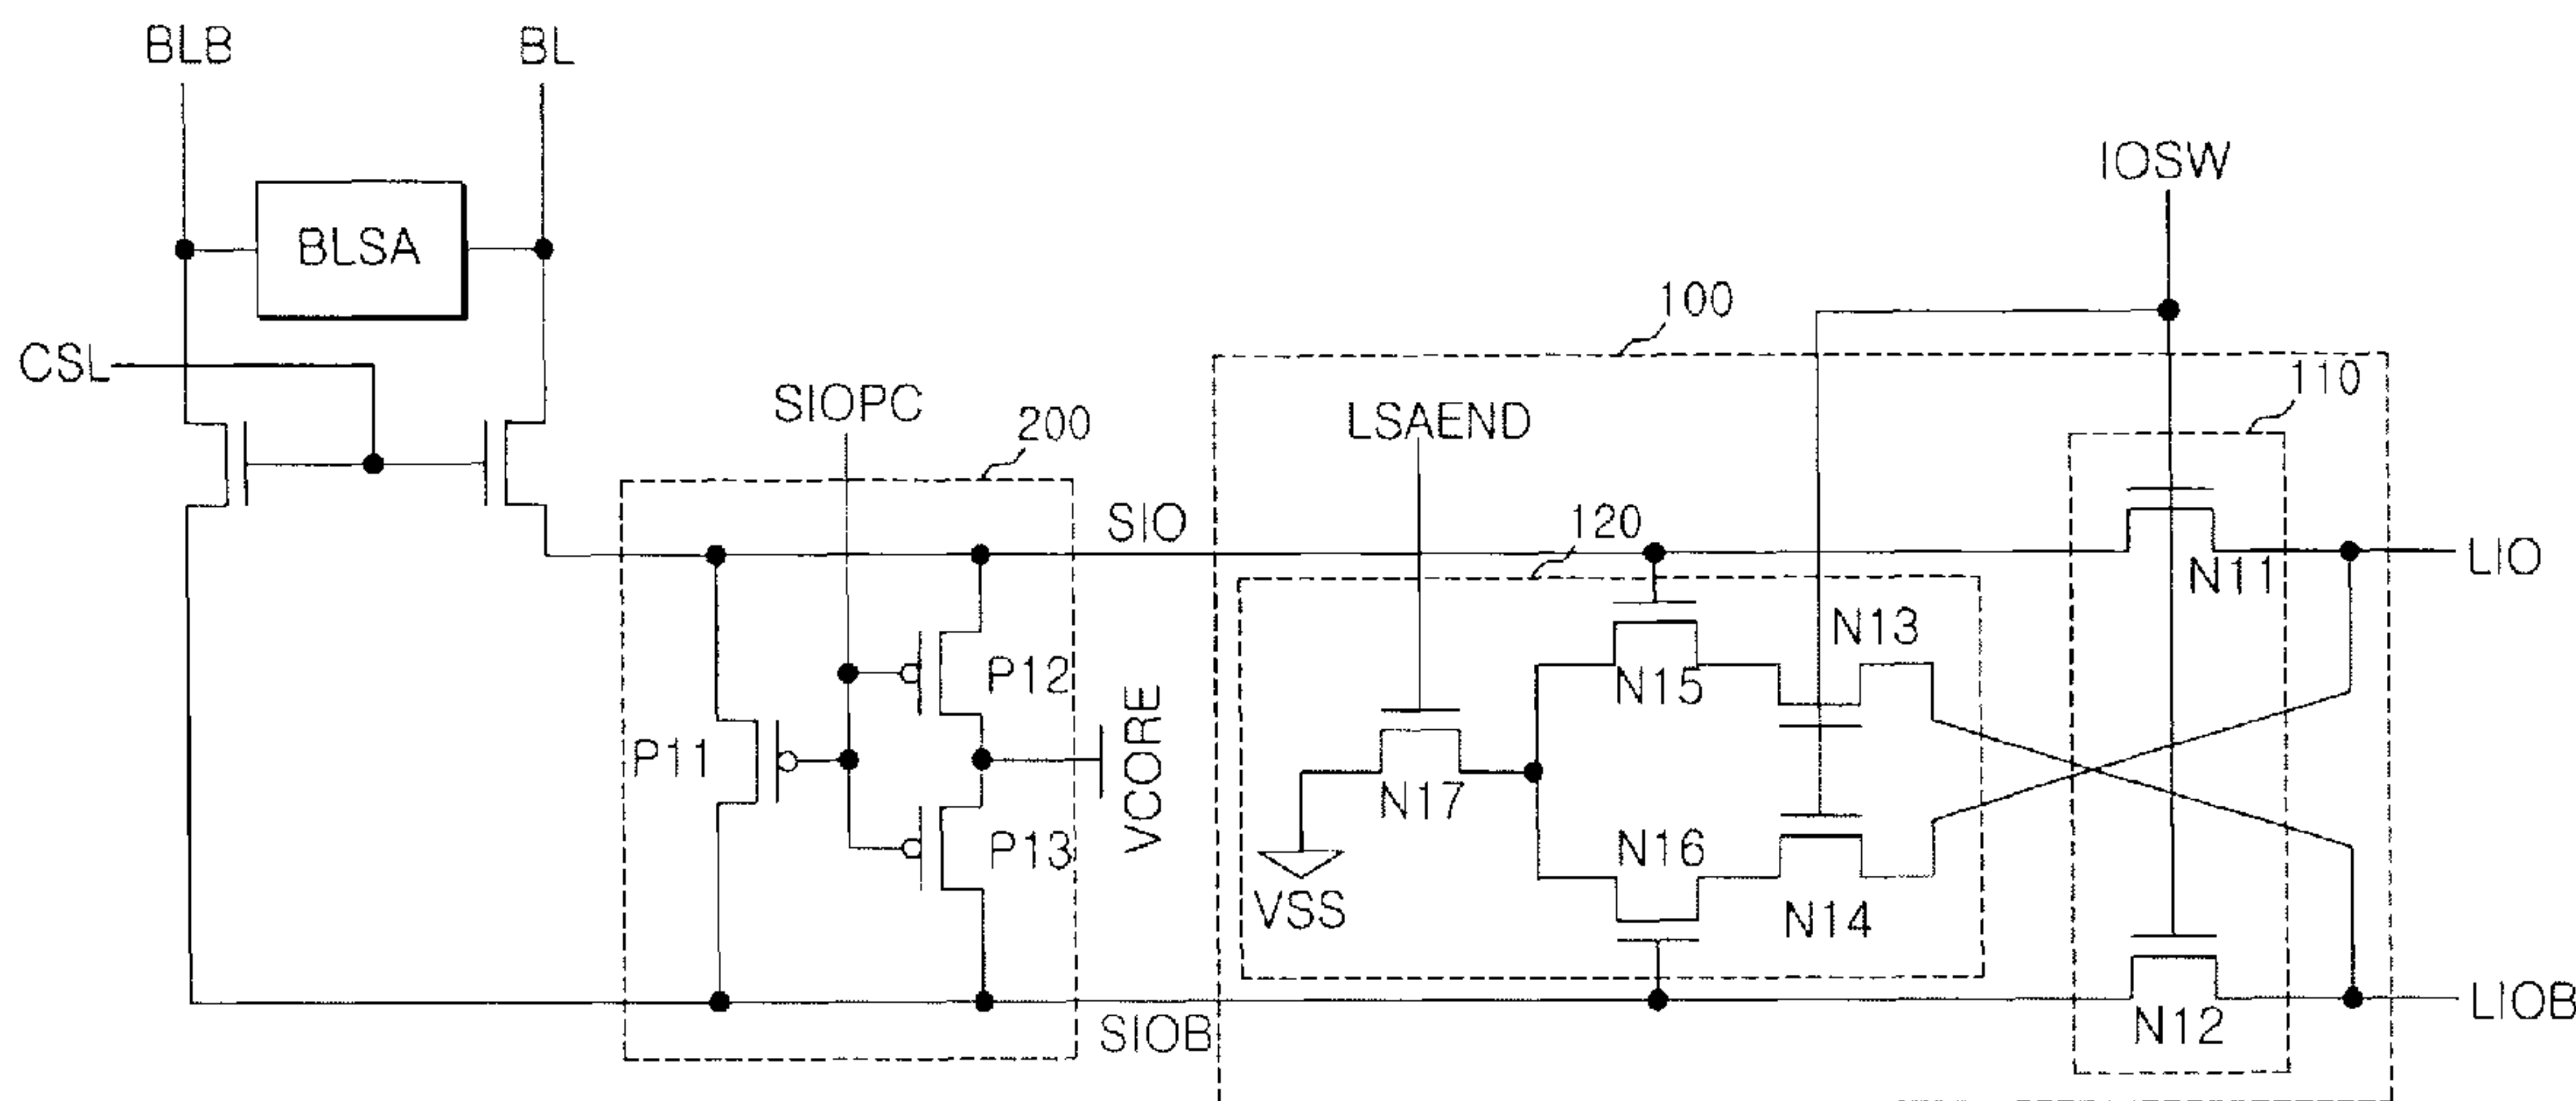 BLB
BL
IOSW
BLSA
100
CSL
110
SIOPC
200
LSAEND
SIO
120
N11
LIO
N13
P12
N15
VCORE
P11
N17
P13
N16
VSS
N14
SIOB
N12
LIOB